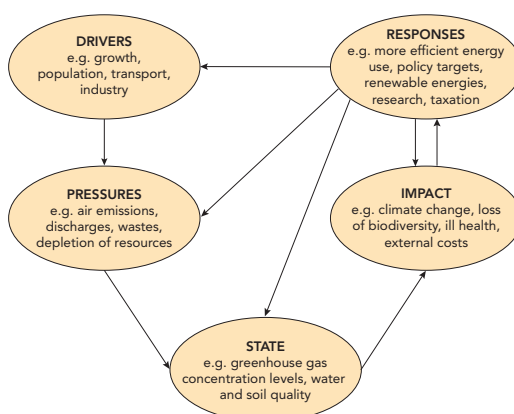 DRIVERS
e.g. growth,
population, transport,
industry
RESPONSES
e.g. more efficient energy
use, policy targets,
renewable energies,
research, taxation
PRESSURES
e.g. air emissions,
discharges, wastes,
depletion of resources
IMPACT
e.g. climate change, loss
of biodiversity, ill health,
external costs
STATE
e.g. greenhouse gas
concentration levels, water
and soil quality